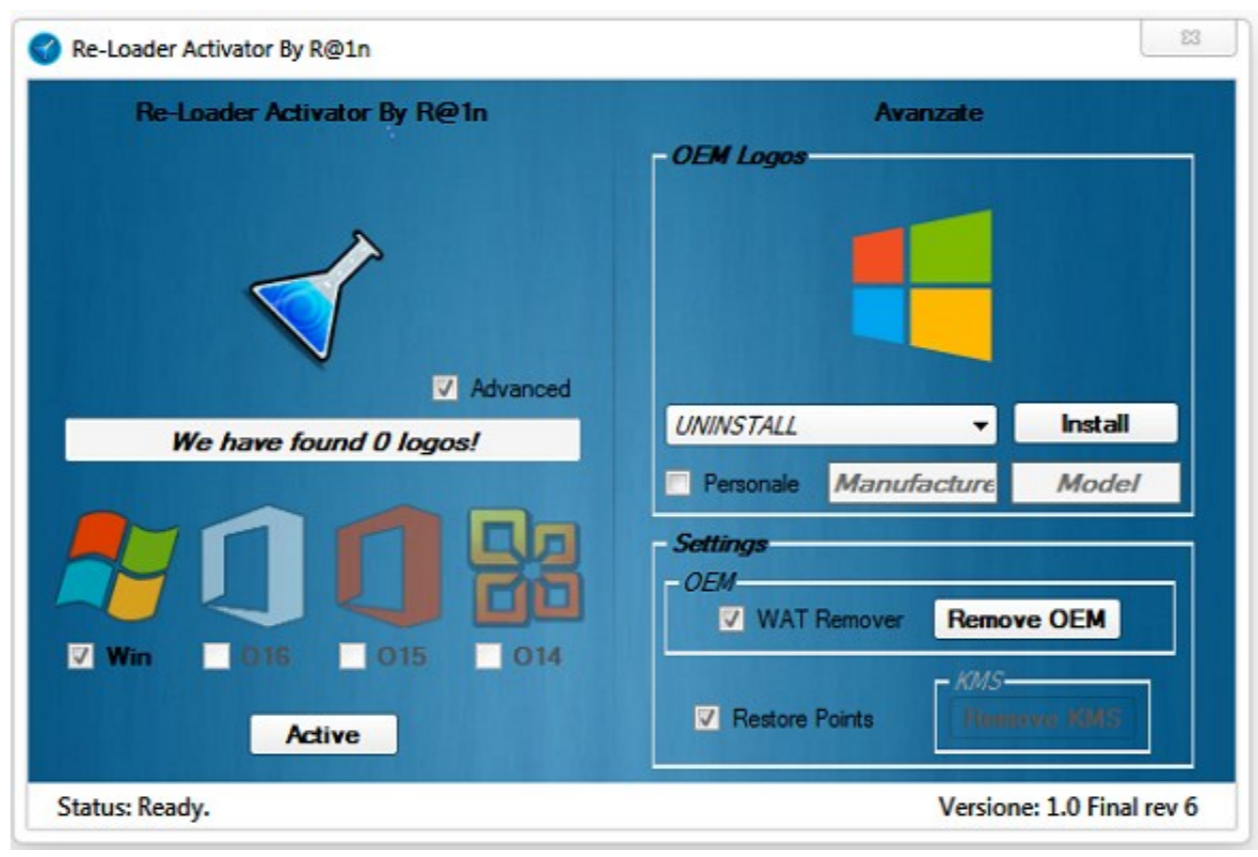 Re-Loader Activator By R@1n
Re-Loader Activator By R@1n
Advanced
We have found 0 logos!
Win
O16
O15
O14
Active
Avanzate
OEM Logos
UNINSTALL
Install
Personale
Manufacture
Model
Settings
OEM
WAT Remover
Remove OEM
Restore Points
KMS
Remove KMS
Status: Ready.
Versione: 1.0 Final rev 6